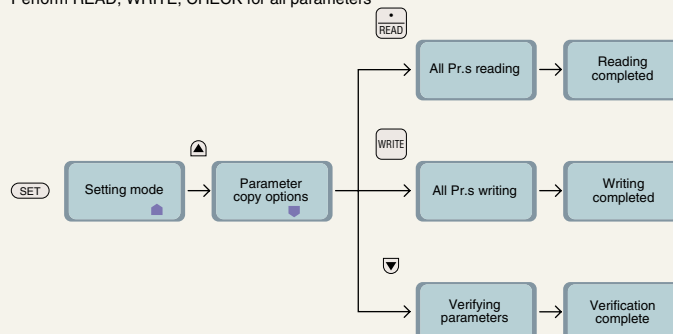 Perform READ, WRITE, CHECK for all parameters
READ
All Pr.s reading
Reading
completed
WRITE
SET
Setting mode
Parameter
copy options
All Pr.s writing
Writing
completed
Verifying
parameters
Verification
complete